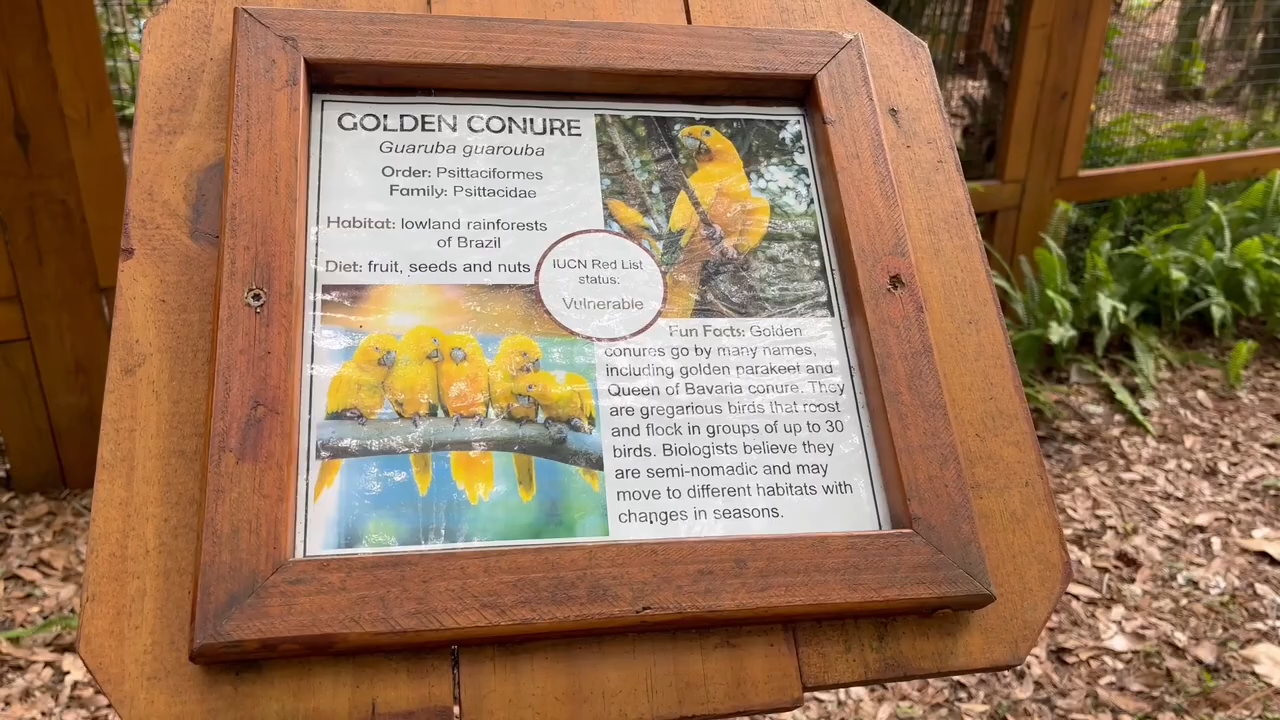 GOLDEN CONURE
Guaruba guarouba
Order: Psittaciformes
Family: Psittacidae
Habitat: lowland rainforests
of Brazil
Diet: fruit, seeds and nuts
IUCN Red List
status:
Vulnerable
Fun Facts: Golden
conures go by many names,
including golden parakeet and
Queen of Bavaria conure. They
are gregarious birds that roost
and flock in groups of up to 30
birds. Biologists believe they
are semi-nomadic and may
move to different habitats with
changes in seasons.